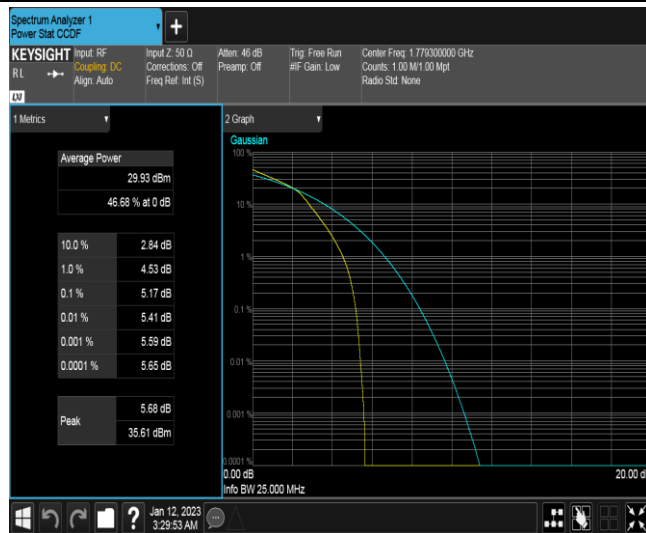 Spectrum Analyzer 1
Power Stat CCDF
+
KEYSIGHT
RL
LXI
Input: RF
Coupling: DC
Align: Auto
Input Z: 50 Ω
Corrections: Off
Freq Ref: Int (S)
Atten: 46 dB
Preamp: Off
Trig: Free Run
#IF Gain: Low
Center Freq: 1.779300000 GHz
Counts: 1.00 M/1.00 Mpt
Radio Std: None
1 Metrics
Average Power
29.93 dBm
46.68 % at 0 dB
10.0 % 2.84 dB
1.0 % 4.53 dB
0.1 % 5.17 dB
0.01 % 5.41 dB
0.001 % 5.59 dB
0.0001 % 5.65 dB
Peak
5.68 dB
35.61 dBm
2 Graph
Gaussian
100 %
10 %
1 %
0.1 %
0.01 %
0.001 %
0.0001 %
0.00 dB
20.00 d
Info BW 25.000 MHz
?
Jan 12, 2023
3:29:53 AM